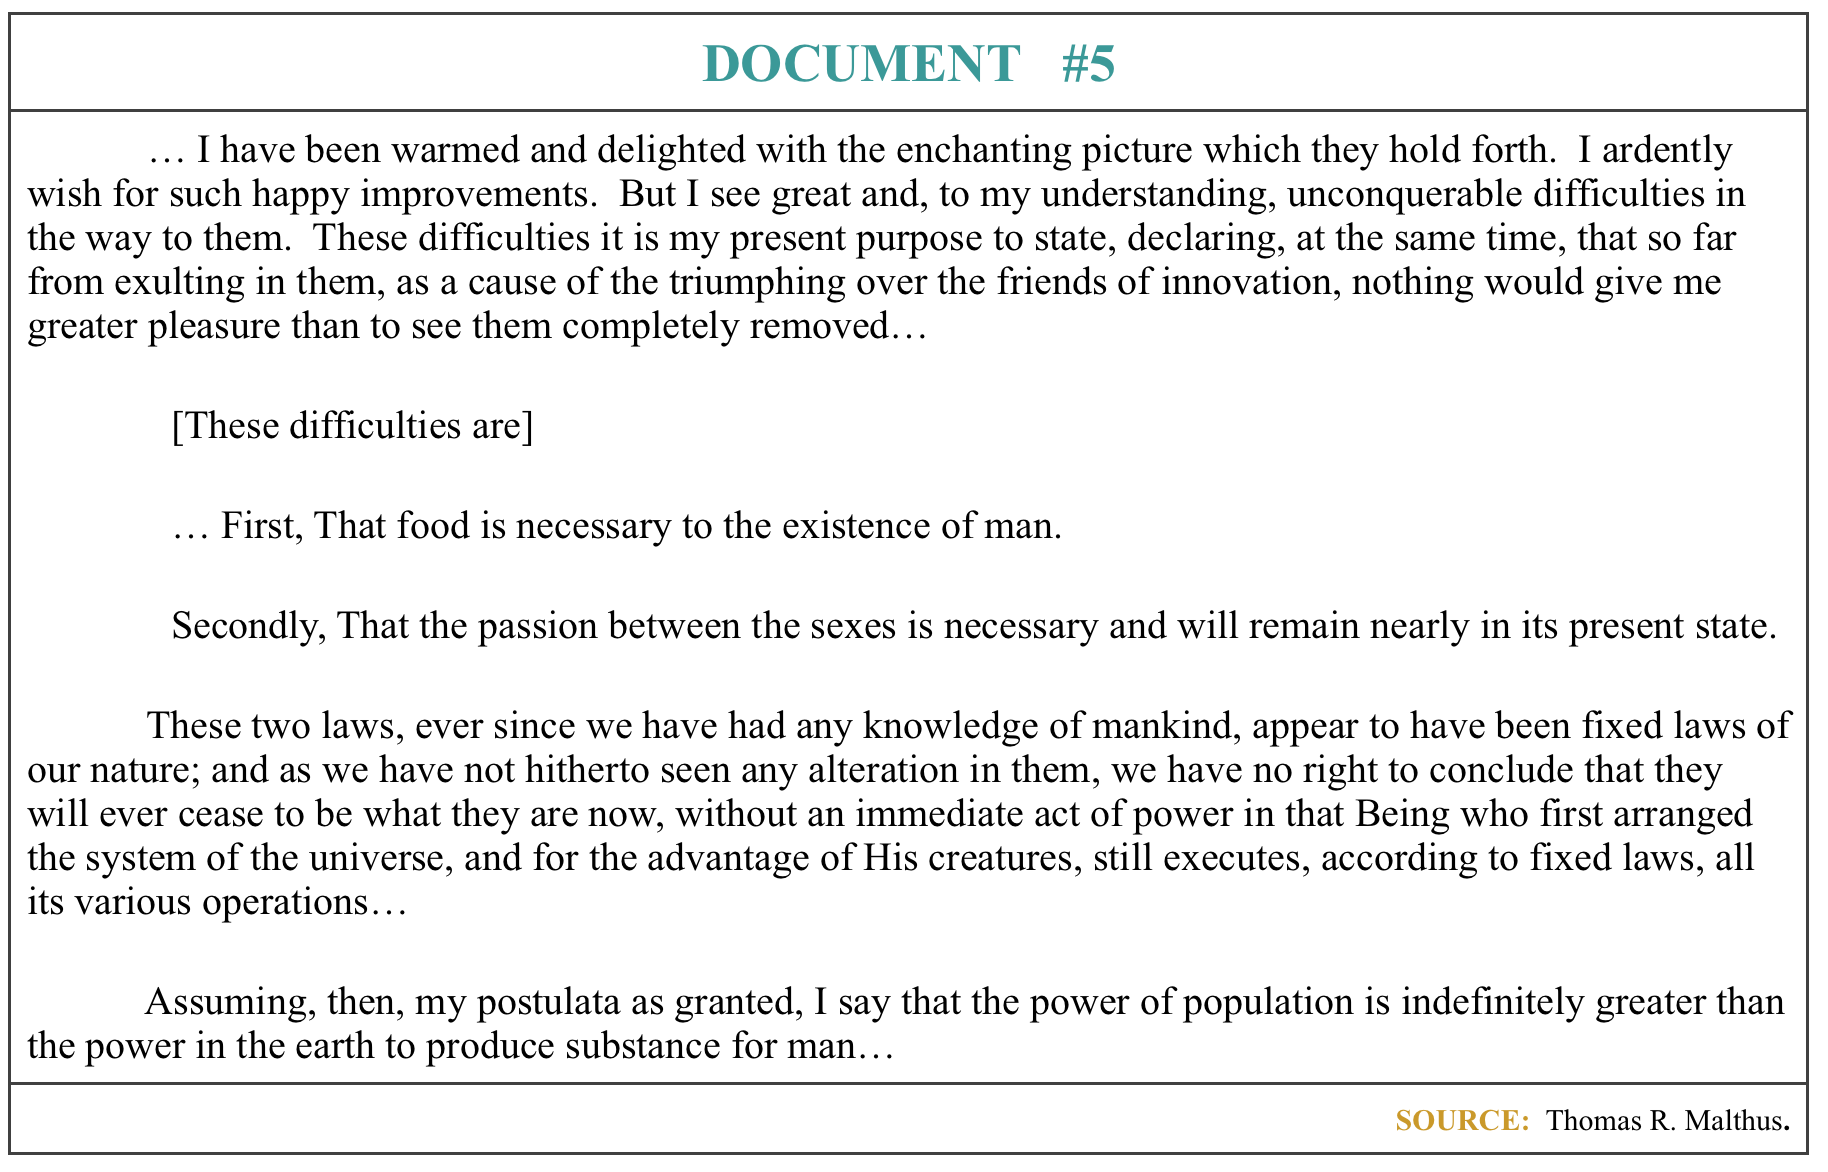 DOCUMENT #5
… I have been warmed and delighted with the enchanting picture which they hold forth. I ardently
wish for such happy improvements. But I see great and, to my understanding, unconquerable difficulties in
the way to them. These difficulties it is my present purpose to state, declaring, at the same time, that so far
from exulting in them, as a cause of the triumphing over the friends of innovation, nothing would give me
greater pleasure than to see them completely removed…
[These difficulties are]
… First, That food is necessary to the existence of man.
Secondly, That the passion between the sexes is necessary and will remain nearly in its present state.
These two laws, ever since we have had any knowledge of mankind, appear to have been fixed laws of
our nature; and as we have not hitherto seen any alteration in them, we have no right to conclude that they
will ever cease to be what they are now, without an immediate act of power in that Being who first arranged
the system of the universe, and for the advantage of His creatures, still executes, according to fixed laws, all
its various operations…
Assuming, then, my postulata as granted, I say that the power of population is indefinitely greater than
the power in the earth to produce substance for man…
SOURCE: Thomas R. Malthus.